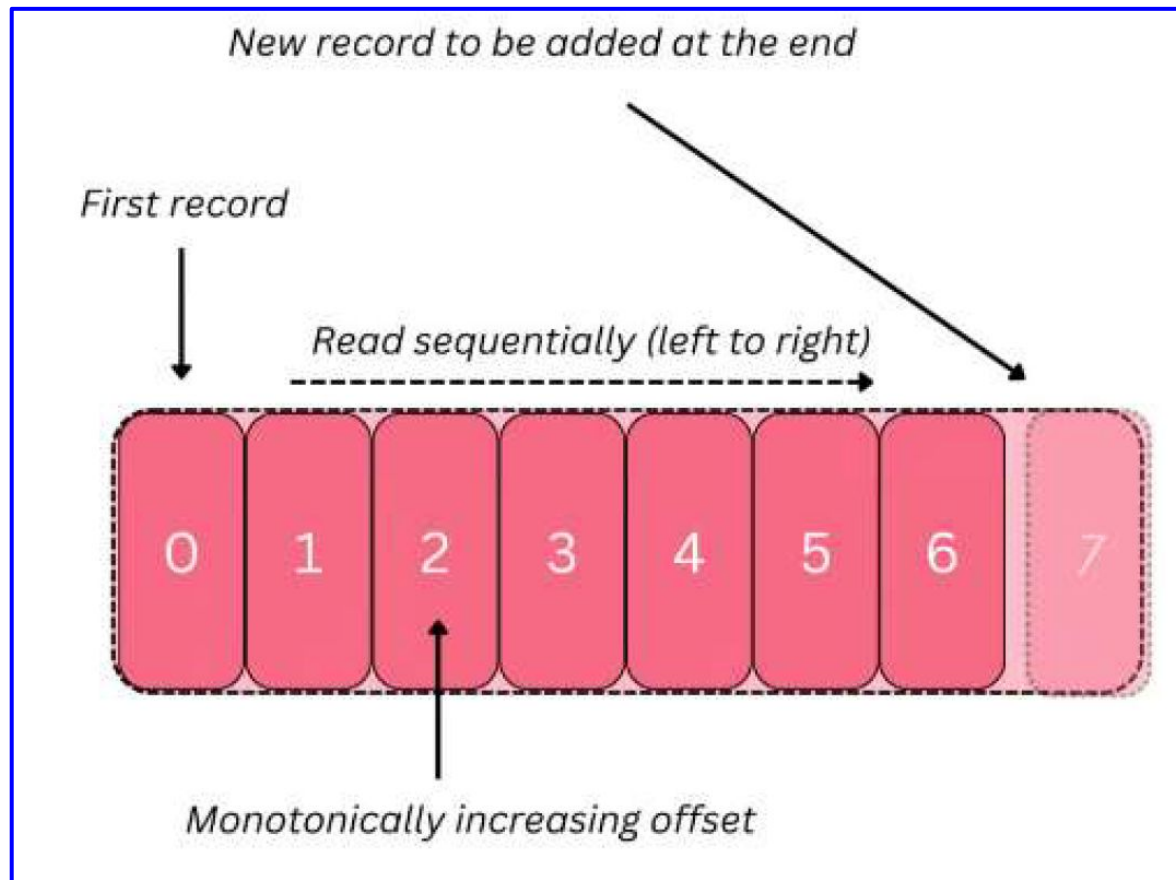 New record to be added at the end
First record
Read sequentially (left to right)
0 1 2 3 4 5 6 7
Monotonically increasing offset